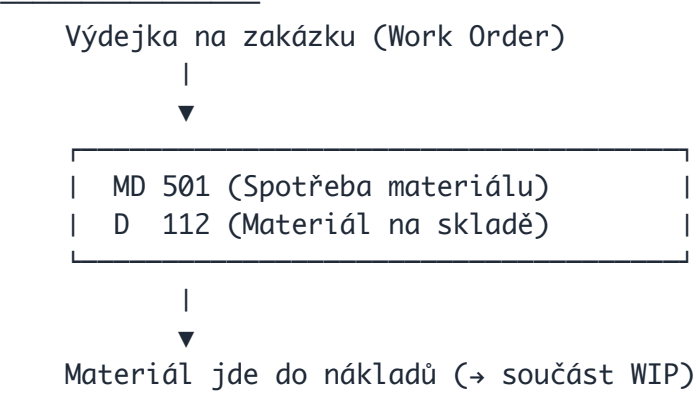 Výdejka na zakázku (Work Order)
|
▼
| MD 501 (Spotřeba materiálu) |
| D 112 (Materiál na skladě) |
|
▼
Materiál jde do nákladů (→ součást WIP)